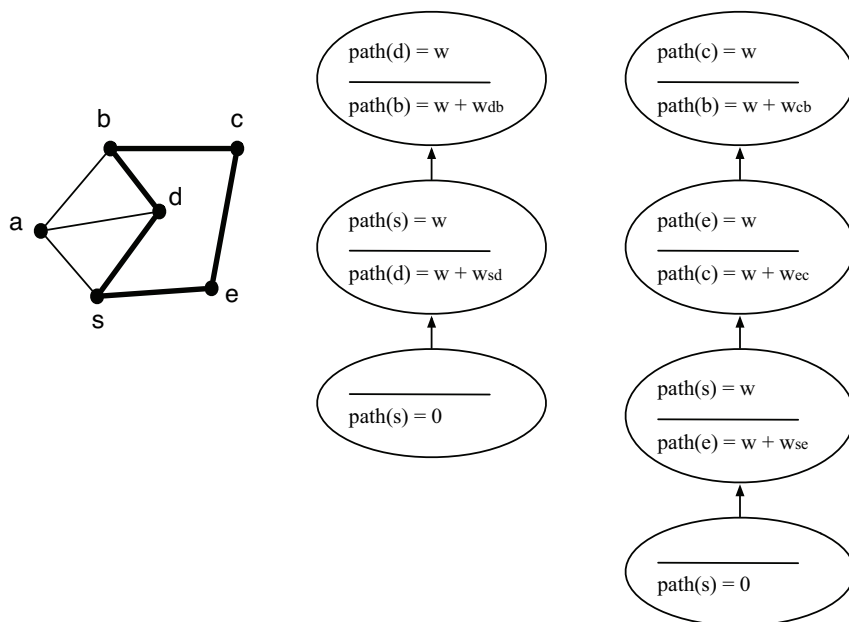 b
c
d
a
e
s
path(d) = w
path(b) = w + wdb
path(s) = w
path(d) = w + wsd
path(s) = 0
path(c) = w
path(b) = w + wcb
path(e) = w
path(c) = w + wec
path(s) = w
path(e) = w + wse
path(s) = 0